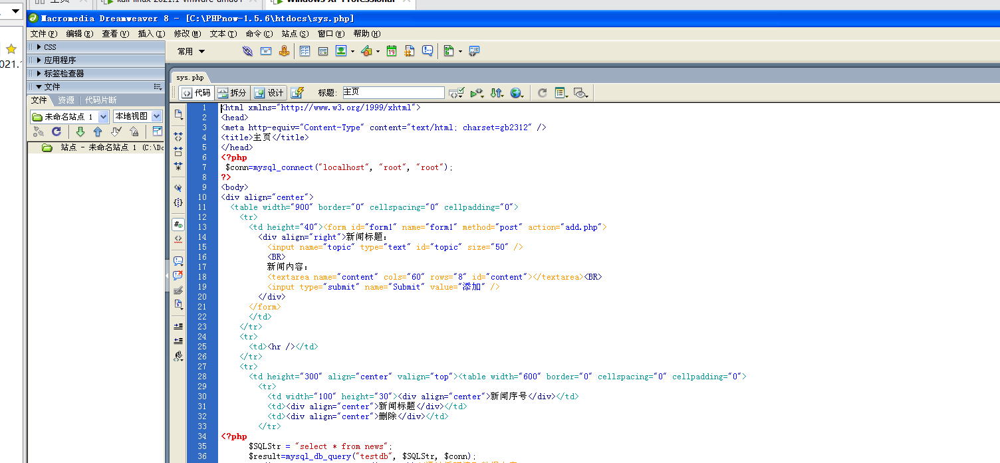 主页
kali-linux-2021.1-vmware-amd64
Windows XP Professional
Macromedia Dreamweaver 8 - [C:\PHPnow-1.5.6\htdocs\sys.php]
文件(F) 编辑(E) 查看(V) 插入(I) 修改(M) 文本(T) 命令(C) 站点(S) 窗口(W) 帮助(H)
CSS
常用
应用程序
标签检查器
文件
sys.php
代码 拆分 设计 标题: 主页
文件 资源 代码片断
未命名站点 1 本地视图
站点 - 未命名站点 1 (C:\Do
1 <html xmlns="http://www.w3.org/1999/xhtml">
2 <head>
3 <meta http-equiv="Content-Type" content="text/html; charset=gb2312" />
4 <title>主页</title>
5 </head>
6 <?php
7 $conn=mysql_connect("localhost", "root", "root");
8 ?>
9 <body>
10 <div align="center">
11 <table width="900" border="0" cellspacing="0" cellpadding="0">
12 <tr>
13 <td height="40"><form id="form1" name="form1" method="post" action="add.php">
14 <div align="right">新闻标题:
15 <input name="topic" type="text" id="topic" size="50" />
16 <BR>
17 新闻内容:
18 <textarea name="content" cols="60" rows="8" id="content"></textarea><BR>
19 <input type="submit" name="Submit" value="添加" />
20 </div>
21 </form>
22 </td>
23 </tr>
24 <tr>
25 <td><hr /></td>
26 </tr>
27 <tr>
28 <td height="300" align="center" valign="top"><table width="600" border="0" cellspacing="0" cellpadding="0">
29 <tr>
30 <td width="100" height="30"><div align="center">新闻序号</div></td>
31 <td><div align="center">新闻标题</div></td>
32 <td><div align="center">删除</div></td>
33 </tr>
34 <?php
35 $SQLStr = "select * from news";
36 $result=mysql_db_query("testdb", $SQLStr, $conn);